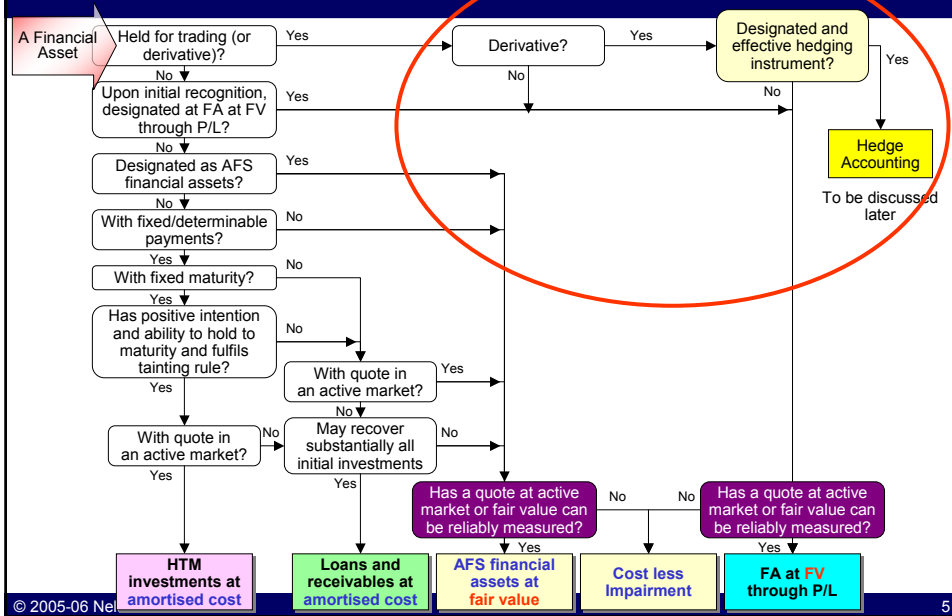 A Financial
Asset
Held for trading (or
derivative)?
Yes
Derivative?
Yes
Designated and
effective hedging
instrument?
Yes
No
No
No
Upon initial recognition,
designated at FA at FV
through P/L?
Yes
Hedge
Accounting
To be discussed
later
No
Designated as AFS
financial assets?
Yes
No
With fixed/determinable
payments?
No
Yes
With fixed maturity?
No
Yes
Has positive intention
and ability to hold to
maturity and fulfils
tainting rule?
No
With quote in
an active market?
Yes
Yes
No
With quote in
an active market?
No
May recover
substantially all
initial investments
No
Yes
Yes
Has a quote at active
market or fair value can
be reliably measured?
No
No
Has a quote at active
market or fair value can
be reliably measured?
Yes
Yes
HTM
investments at
amortised cost
Loans and
receivables at
amortised cost
AFS financial
assets at
fair value
Cost less
Impairment
FA at FV
through P/L
© 2005-06 Nel
5